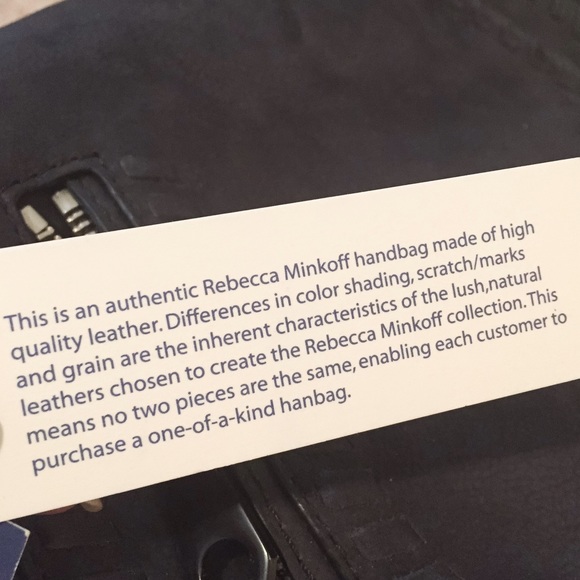 This is an authentic Rebecca Minkoff handbag made of high
quality leather. Differences in color shading, scratch/marks
and grain are the inherent characteristics of the lush,natural
leathers chosen to create the Rebecca Minkoff collection.This
means no two pieces are the same, enabling each customer to
purchase a one-of-a-kind hanbag.